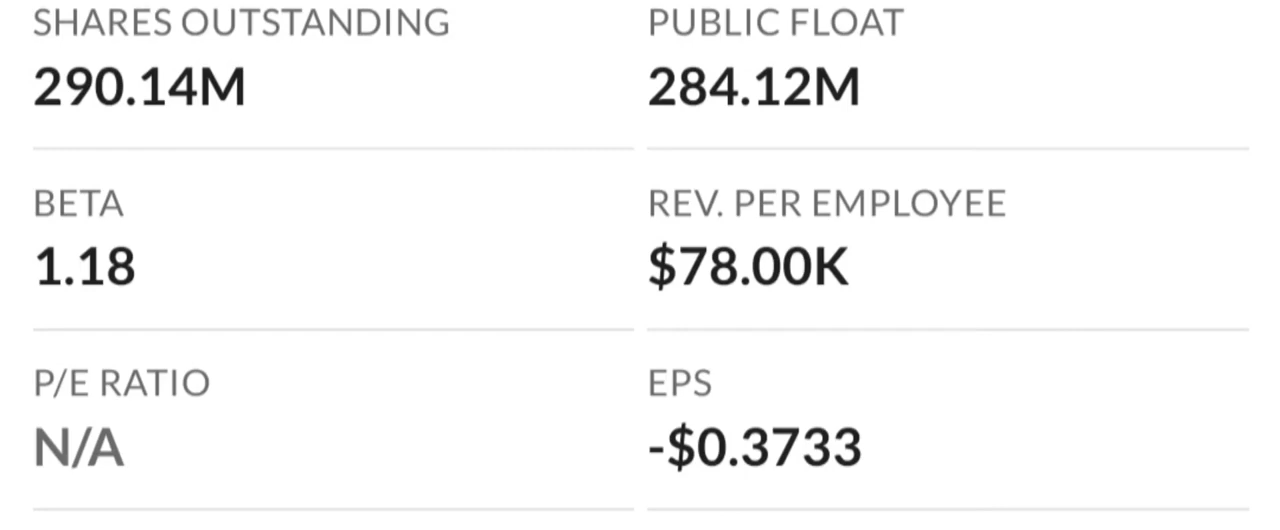 SHARES OUTSTANDING
PUBLIC FLOAT
290.14M
284.12M
BETA
REV. PER EMPLOYEE
1.18
$78.00K
P/E RATIO
EPS
N/A
-$0.3733